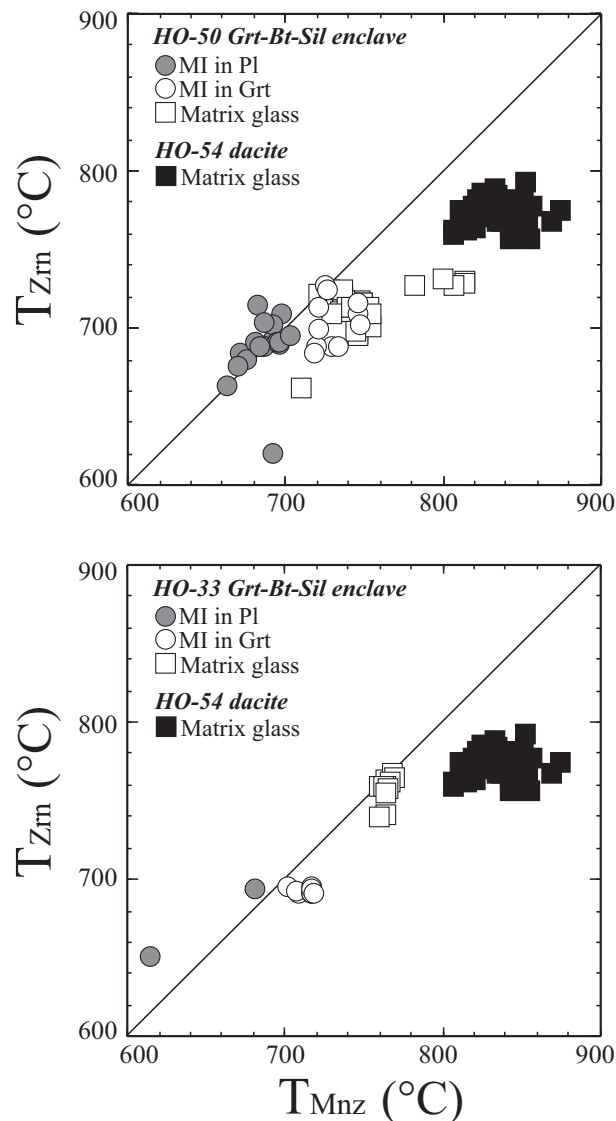 900
HO-50 Grt-Bt-Sil enclave
MI in Pl
MI in Grt
Matrix glass
HO-54 dacite
Matrix glass
800
TZrn (°C)
700
600
600 700 800 900
900
HO-33 Grt-Bt-Sil enclave
MI in Pl
MI in Grt
Matrix glass
HO-54 dacite
Matrix glass
800
TZrn (°C)
700
600
600 700 800 900
TMnz (°C)